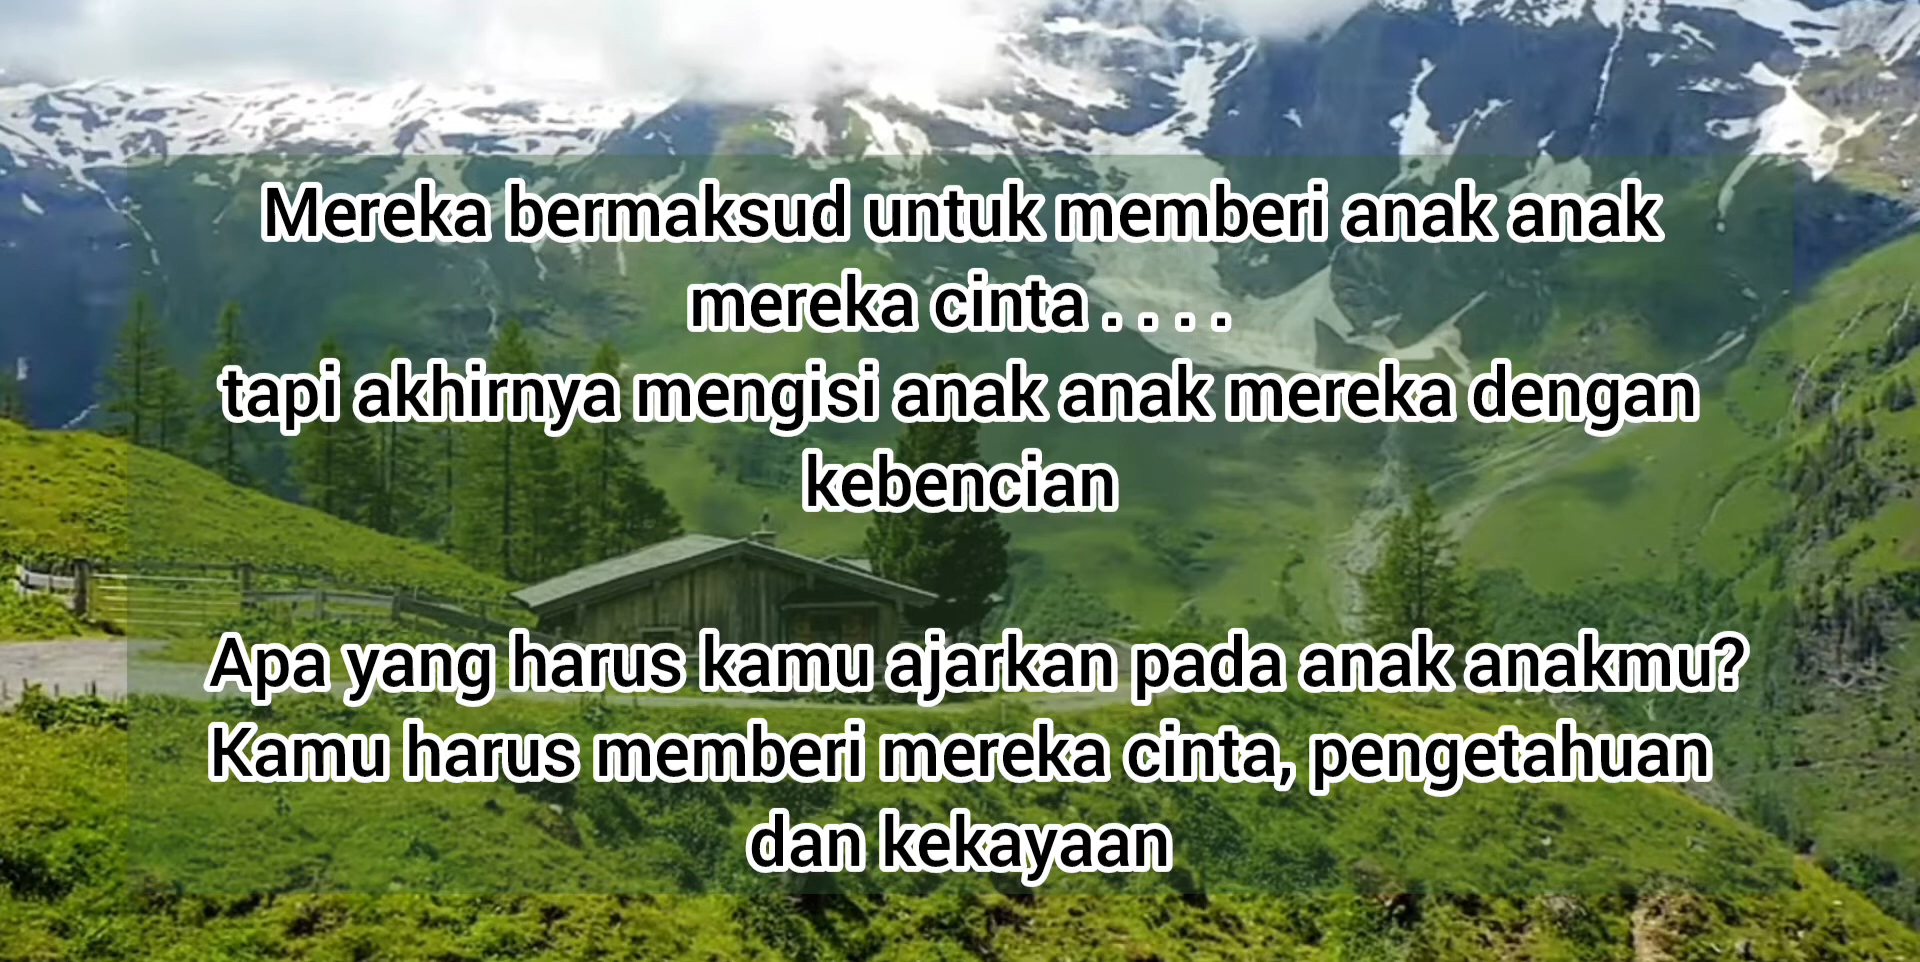 Mereka bermaksud untuk memberi anak anak
mereka cinta . . . .
tapi akhirnya mengisi anak anak mereka dengan
kebencian
Apa yang harus kamu ajarkan pada anak anakmu?
Kamu harus memberi mereka cinta, pengetahuan
dan kekayaan